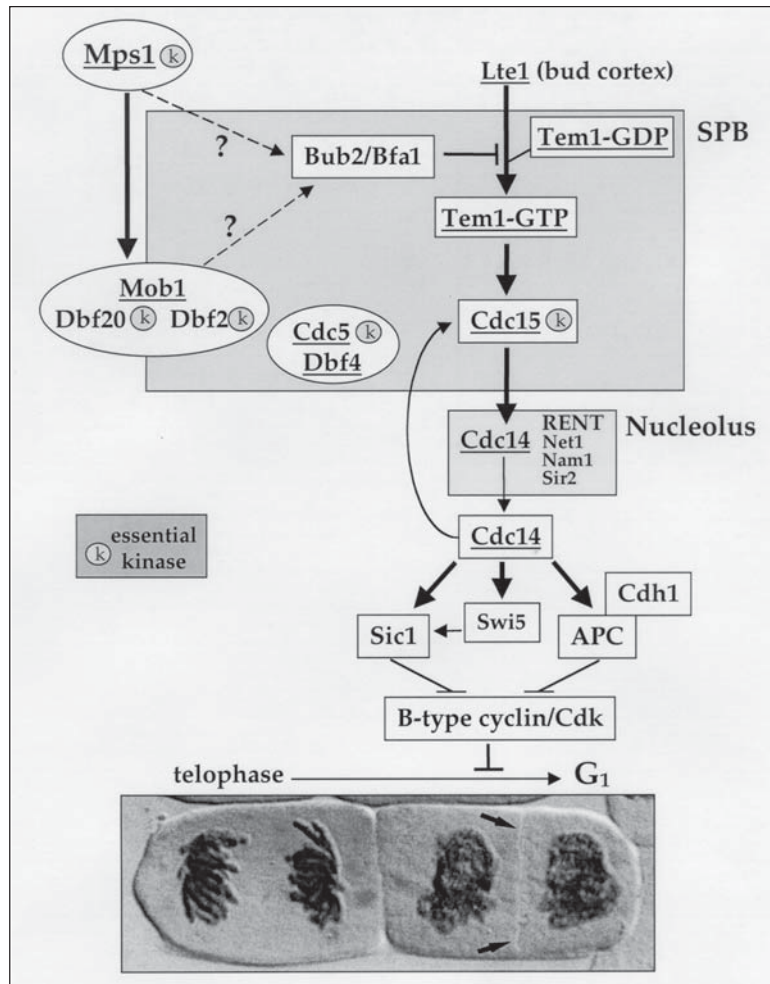 Mps1 k
Lte1 (bud cortex)
SPB
Tem1-GDP
?
Bub2/Bfa1
Tem1-GTP
?
Mob1
Dbf20 k Dbf2 k
Cdc5 k
Dbf4
Cdc15 k
Cdc14
RENT
Net1
Nam1
Sir2
Nucleolus
k essential
kinase
Cdc14
Cdh1
Sic1
Swi5
APC
B-type cyclin/Cdk
telophase
G1